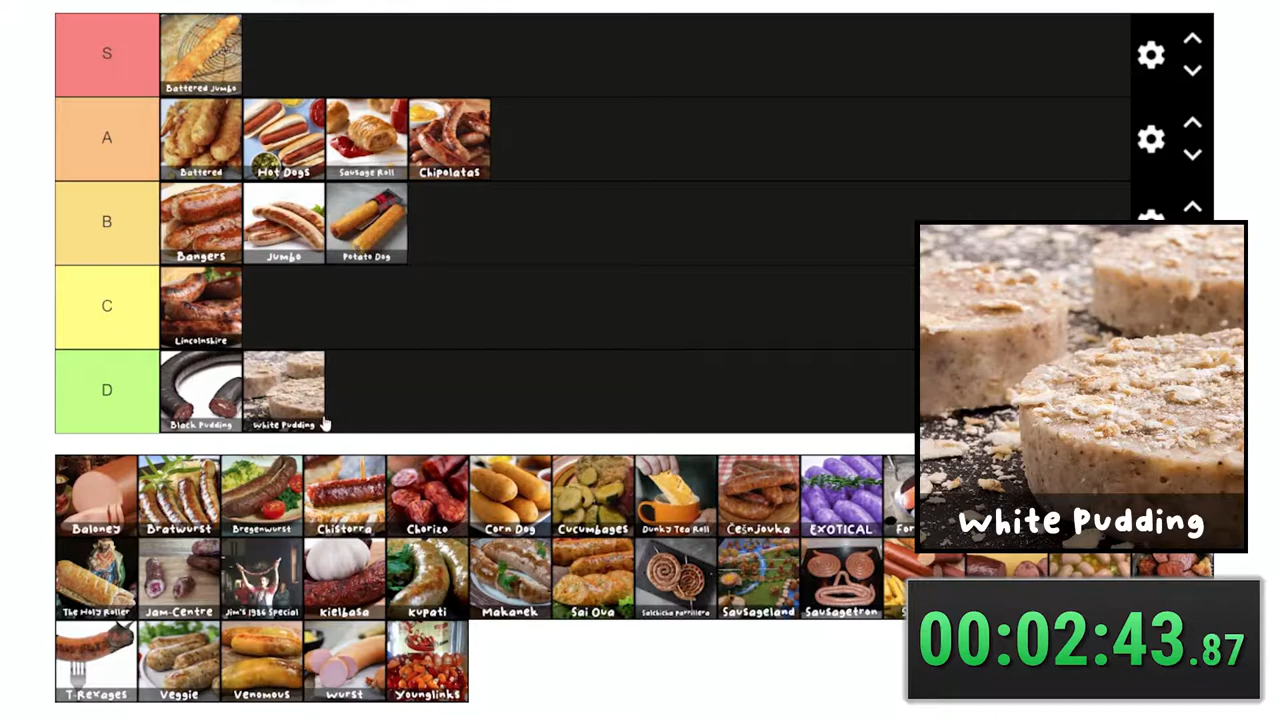 S
Battered Jumbo
A
Battered
Hot Dogs
Sausage Roll
Chipolatas
B
Bangers
Jumbo
Potato Dog
C
Lincolnshire
D
Black Pudding
White Pudding
White Pudding
Baloney
Bratwurst
Bregenwurst
Chistorra
Chorizo
Corn Dog
Cucumbages
Dunky Tea Roll
Češnjovka
EXOTICAL
The Holy Roller
Jam-Centre
Jim's 1986 Special
Kielbasa
Kupati
Makanek
Sai Oua
Salchicha Parrillera
Sausageland
Sausagetron
T-Rexages
Veggie
Venomous
Wurst
Younglinks
00:02:43.87